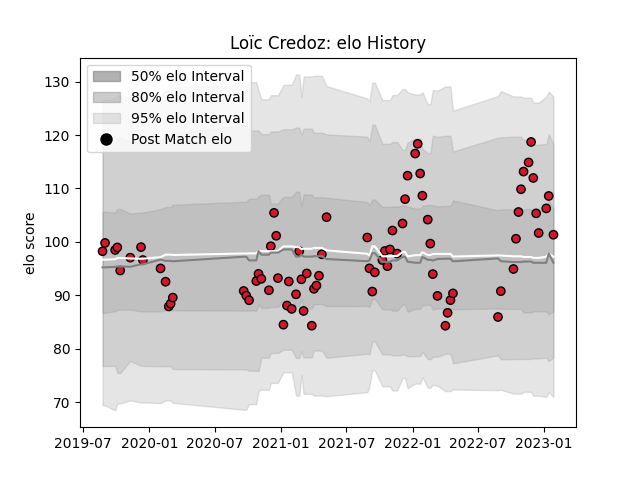 Loïc Credoz: elo History
50% elo Interval
80% elo Interval
95% elo Interval
Post Match elo
elo score
130
120
110
100
90
80
70
2019-07 2020-01 2020-07 2021-01 2021-07 2022-01 2022-07 2023-01